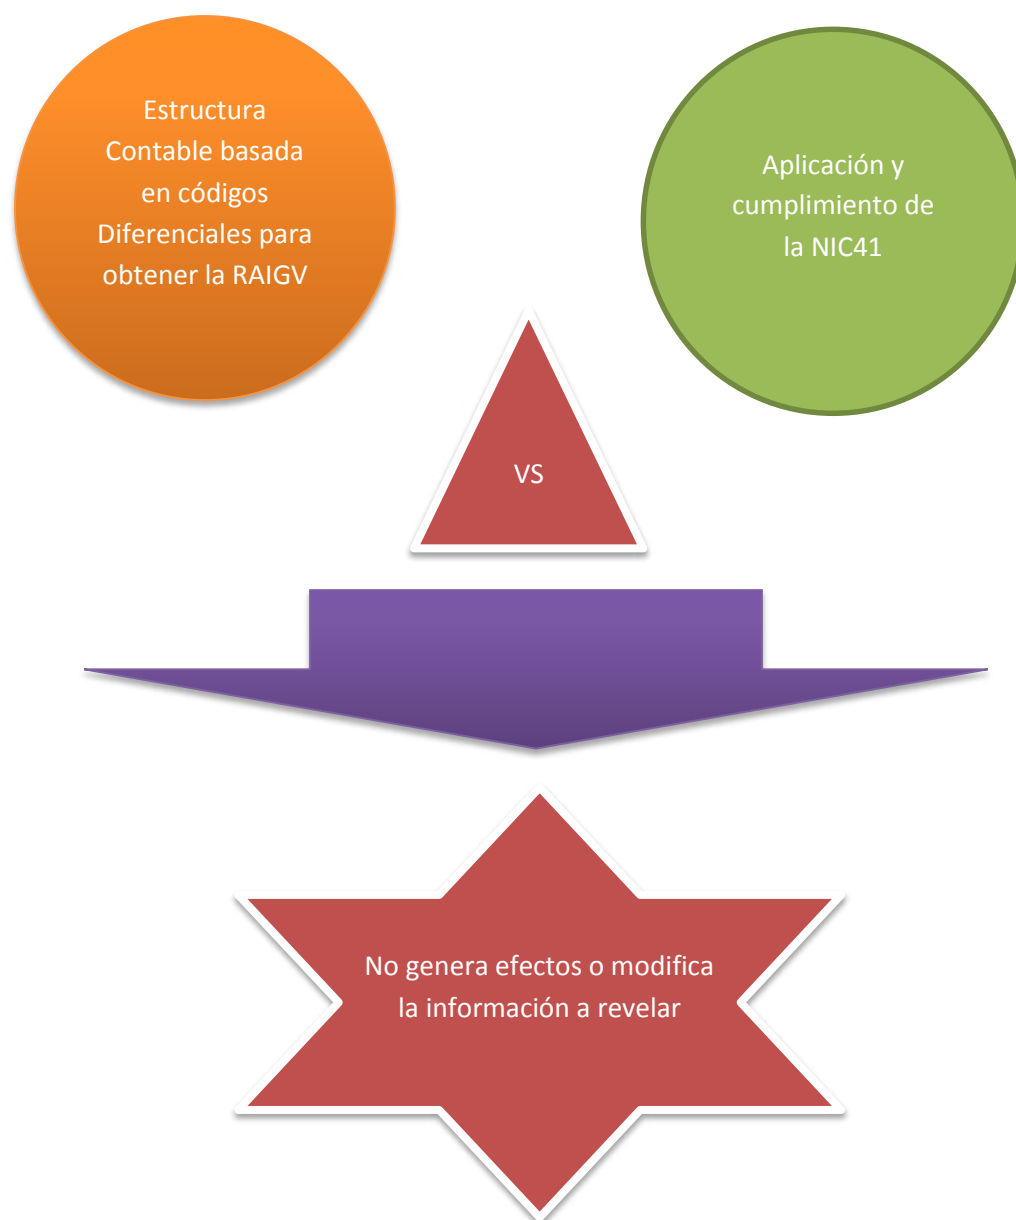 Estructura
Contable basada
en códigos
Diferenciales para
obtener la RAIGV
Aplicación y
cumplimiento de
la NIC41
VS
No genera efectos o modifica
la información a revelar